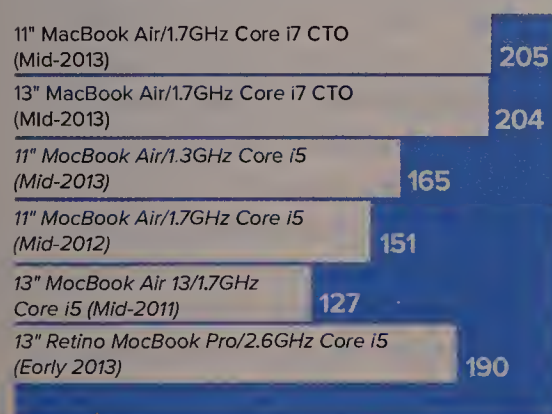 11" MacBook Air/1.7GHz Core i7 CTO
(Mid-2013)
205
13" MacBook Air/1.7GHz Core i7 CTO
(Mid-2013)
204
11" MocBook Air/1.3GHz Core i5
(Mid-2013)
165
11" MocBook Air/1.7GHz Core i5
(Mid-2012)
151
13" MocBook Air 13/1.7GHz
Core i5 (Mid-2011)
127
13" Retino MocBook Pro/2.6GHz Core i5
(Eorly 2013)
190